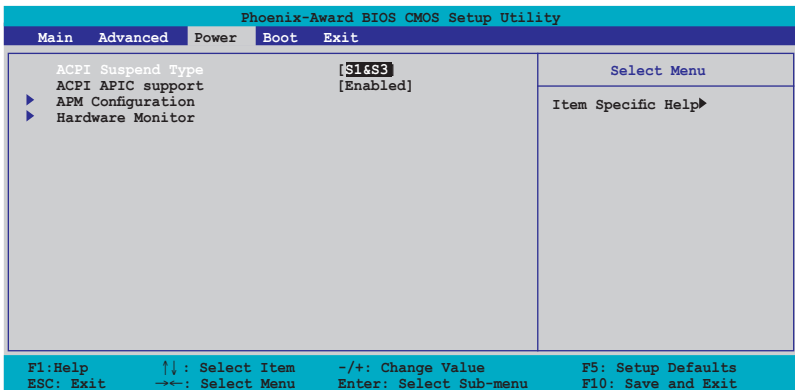 Phoenix-Award BIOS CMOS Setup Utility
Main Advanced Power Boot Exit
ACPI Suspend Type [S1&S3]
ACPI APIC support [Enabled]
APM Configuration
Hardware Monitor
Select Menu
Item Specific Help
F1:Help ↑↓ : Select Item -/+: Change Value F5: Setup Defaults
ESC: Exit →←: Select Menu Enter: Select Sub-menu F10: Save and Exit